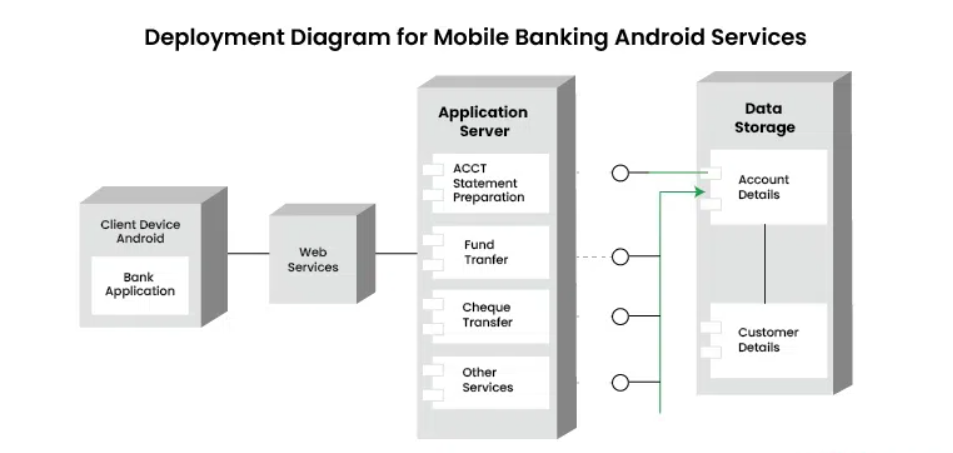 Deployment Diagram for Mobile Banking Android Services
Client Device
Android
Bank
Application
Web
Services
Application
Server
ACCT
Statement
Preparation
Fund
Tranfer
Cheque
Transfer
Other
Services
Data
Storage
Account
Details
Customer
Details